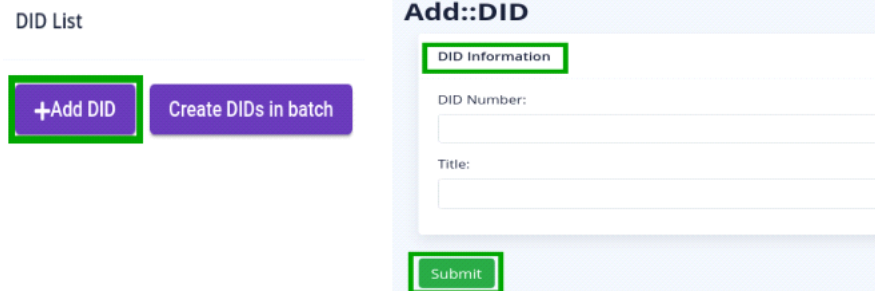 DID List
+Add DID
Create DIDs in batch
Add::DID
DID Information
DID Number:
Title:
Submit